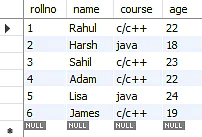 rollno name course age
1 Rahul c/c++ 22
2 Harsh java 18
3 Sahil c/c++ 23
4 Adam c/c++ 22
5 Lisa java 24
6 James c/c++ 19
NULL NULL NULL NULL